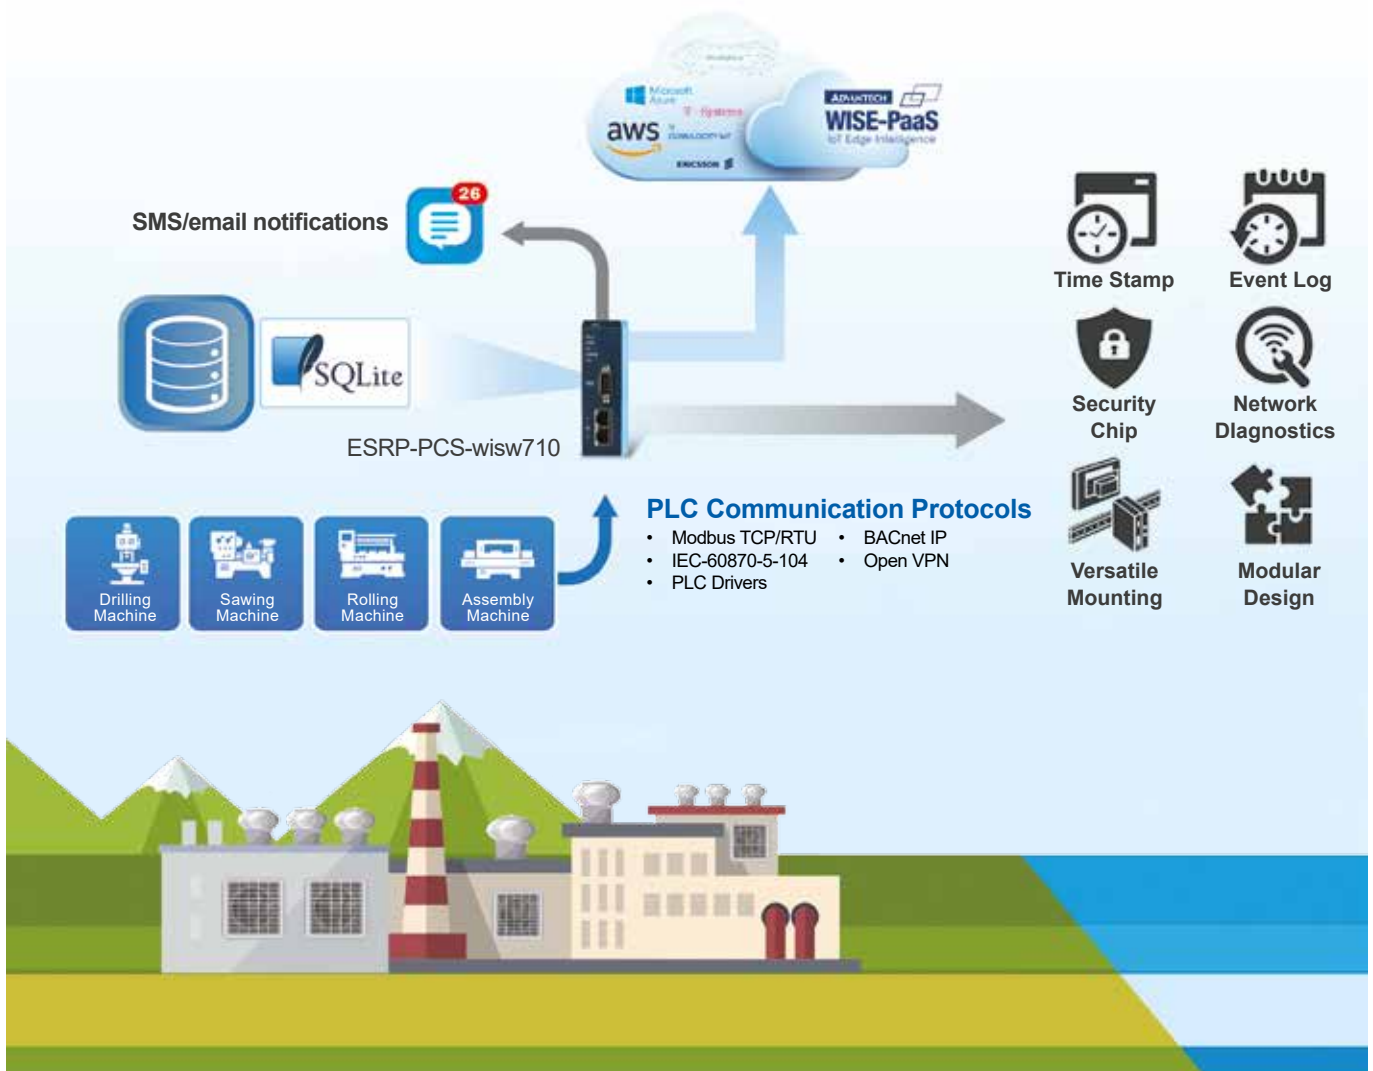 Microsoft
Azure
T · Systems
aws
CUMULOCITY IoT
ERICSSON
ADVANTECH
WISE-PaaS
IoT Edge Intelligence
SMS/email notifications
26
SQLite
ESRP-PCS-wisw710
Time Stamp
Event Log
Security
Chip
Network
DIagnostics
Versatile
Mounting
Modular
Design
PLC Communication Protocols
• Modbus TCP/RTU
• IEC-60870-5-104
• PLC Drivers
• BACnet IP
• Open VPN
Drilling
Machine
Sawing
Machine
Rolling
Machine
Assembly
Machine